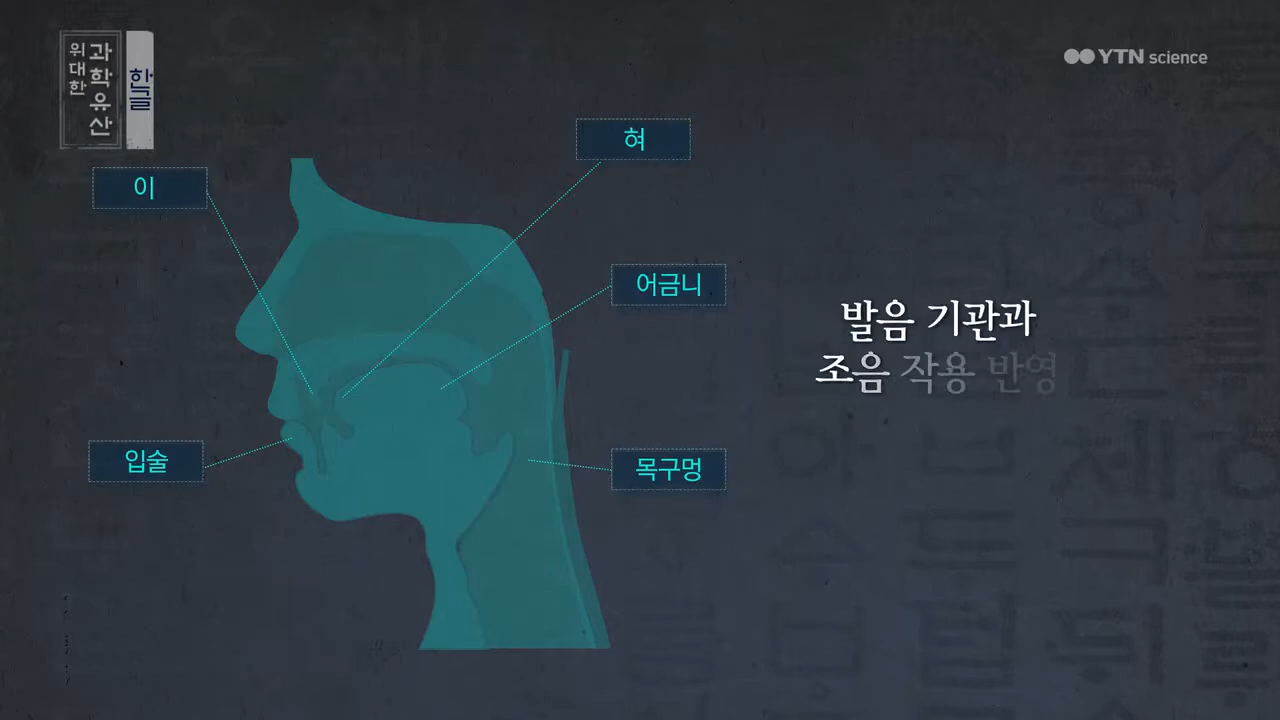 위대한
과학유산
한글
YTN science
혀
이
어금니
발음 기관과
조음 작용 반영
입술
목구멍